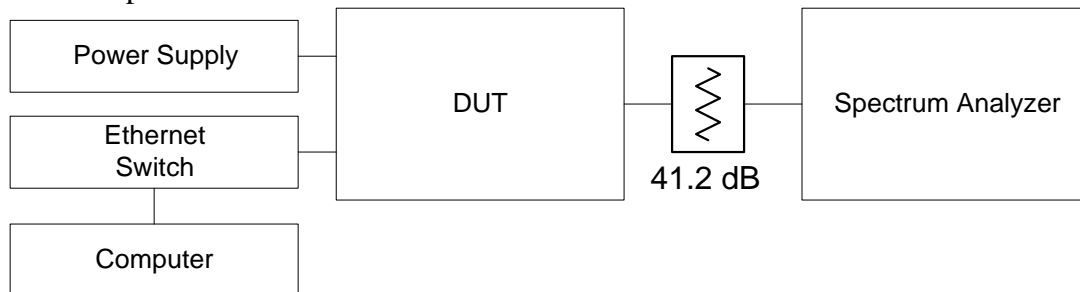 Power Supply
DUT
Spectrum Analyzer
Ethernet
Switch
41.2 dB
Computer